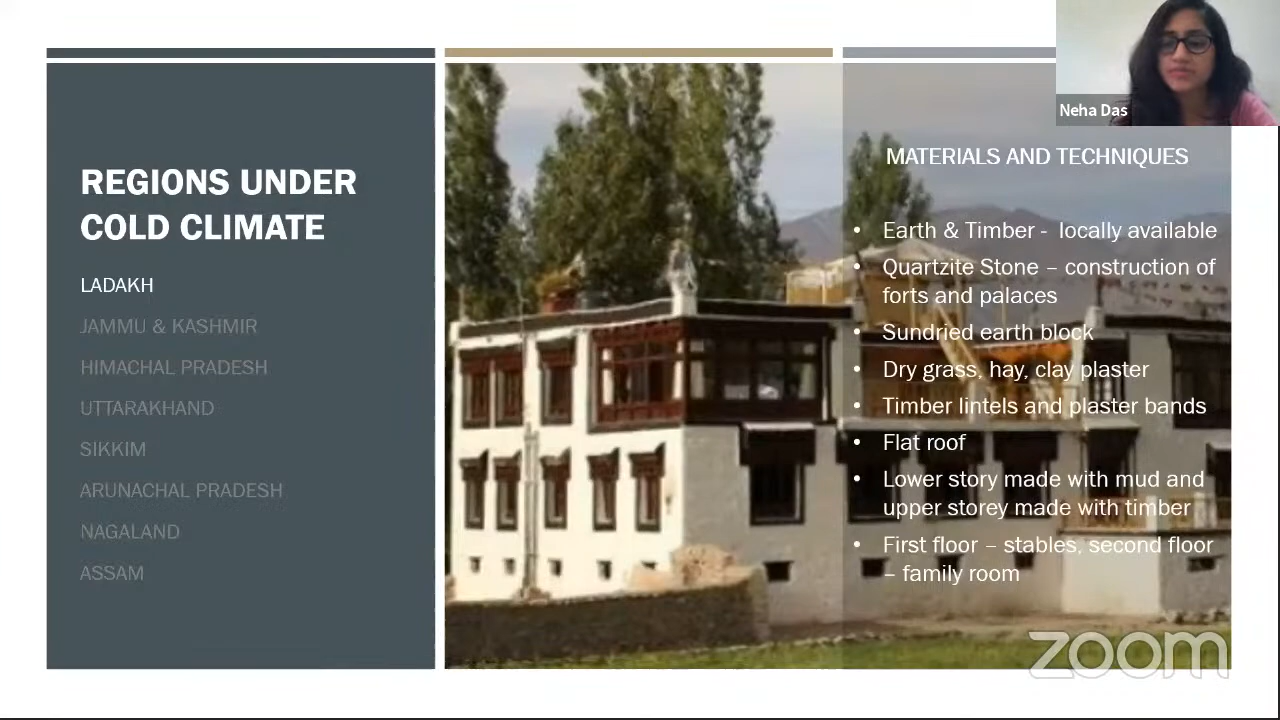 REGIONS UNDER
COLD CLIMATE
LADAKH
JAMMU & KASHMIR
HIMACHAL PRADESH
UTTARAKHAND
SIKKIM
ARUNACHAL PRADESH
NAGALAND
ASSAM
Neha Das
MATERIALS AND TECHNIQUES
• Earth & Timber - locally available
• Quartzite Stone – construction of
forts and palaces
• Sundried earth block
• Dry grass, hay, clay plaster
• Timber lintels and plaster bands
• Flat roof
• Lower story made with mud and
upper storey made with timber
• First floor – stables, second floor
– family room
zoom